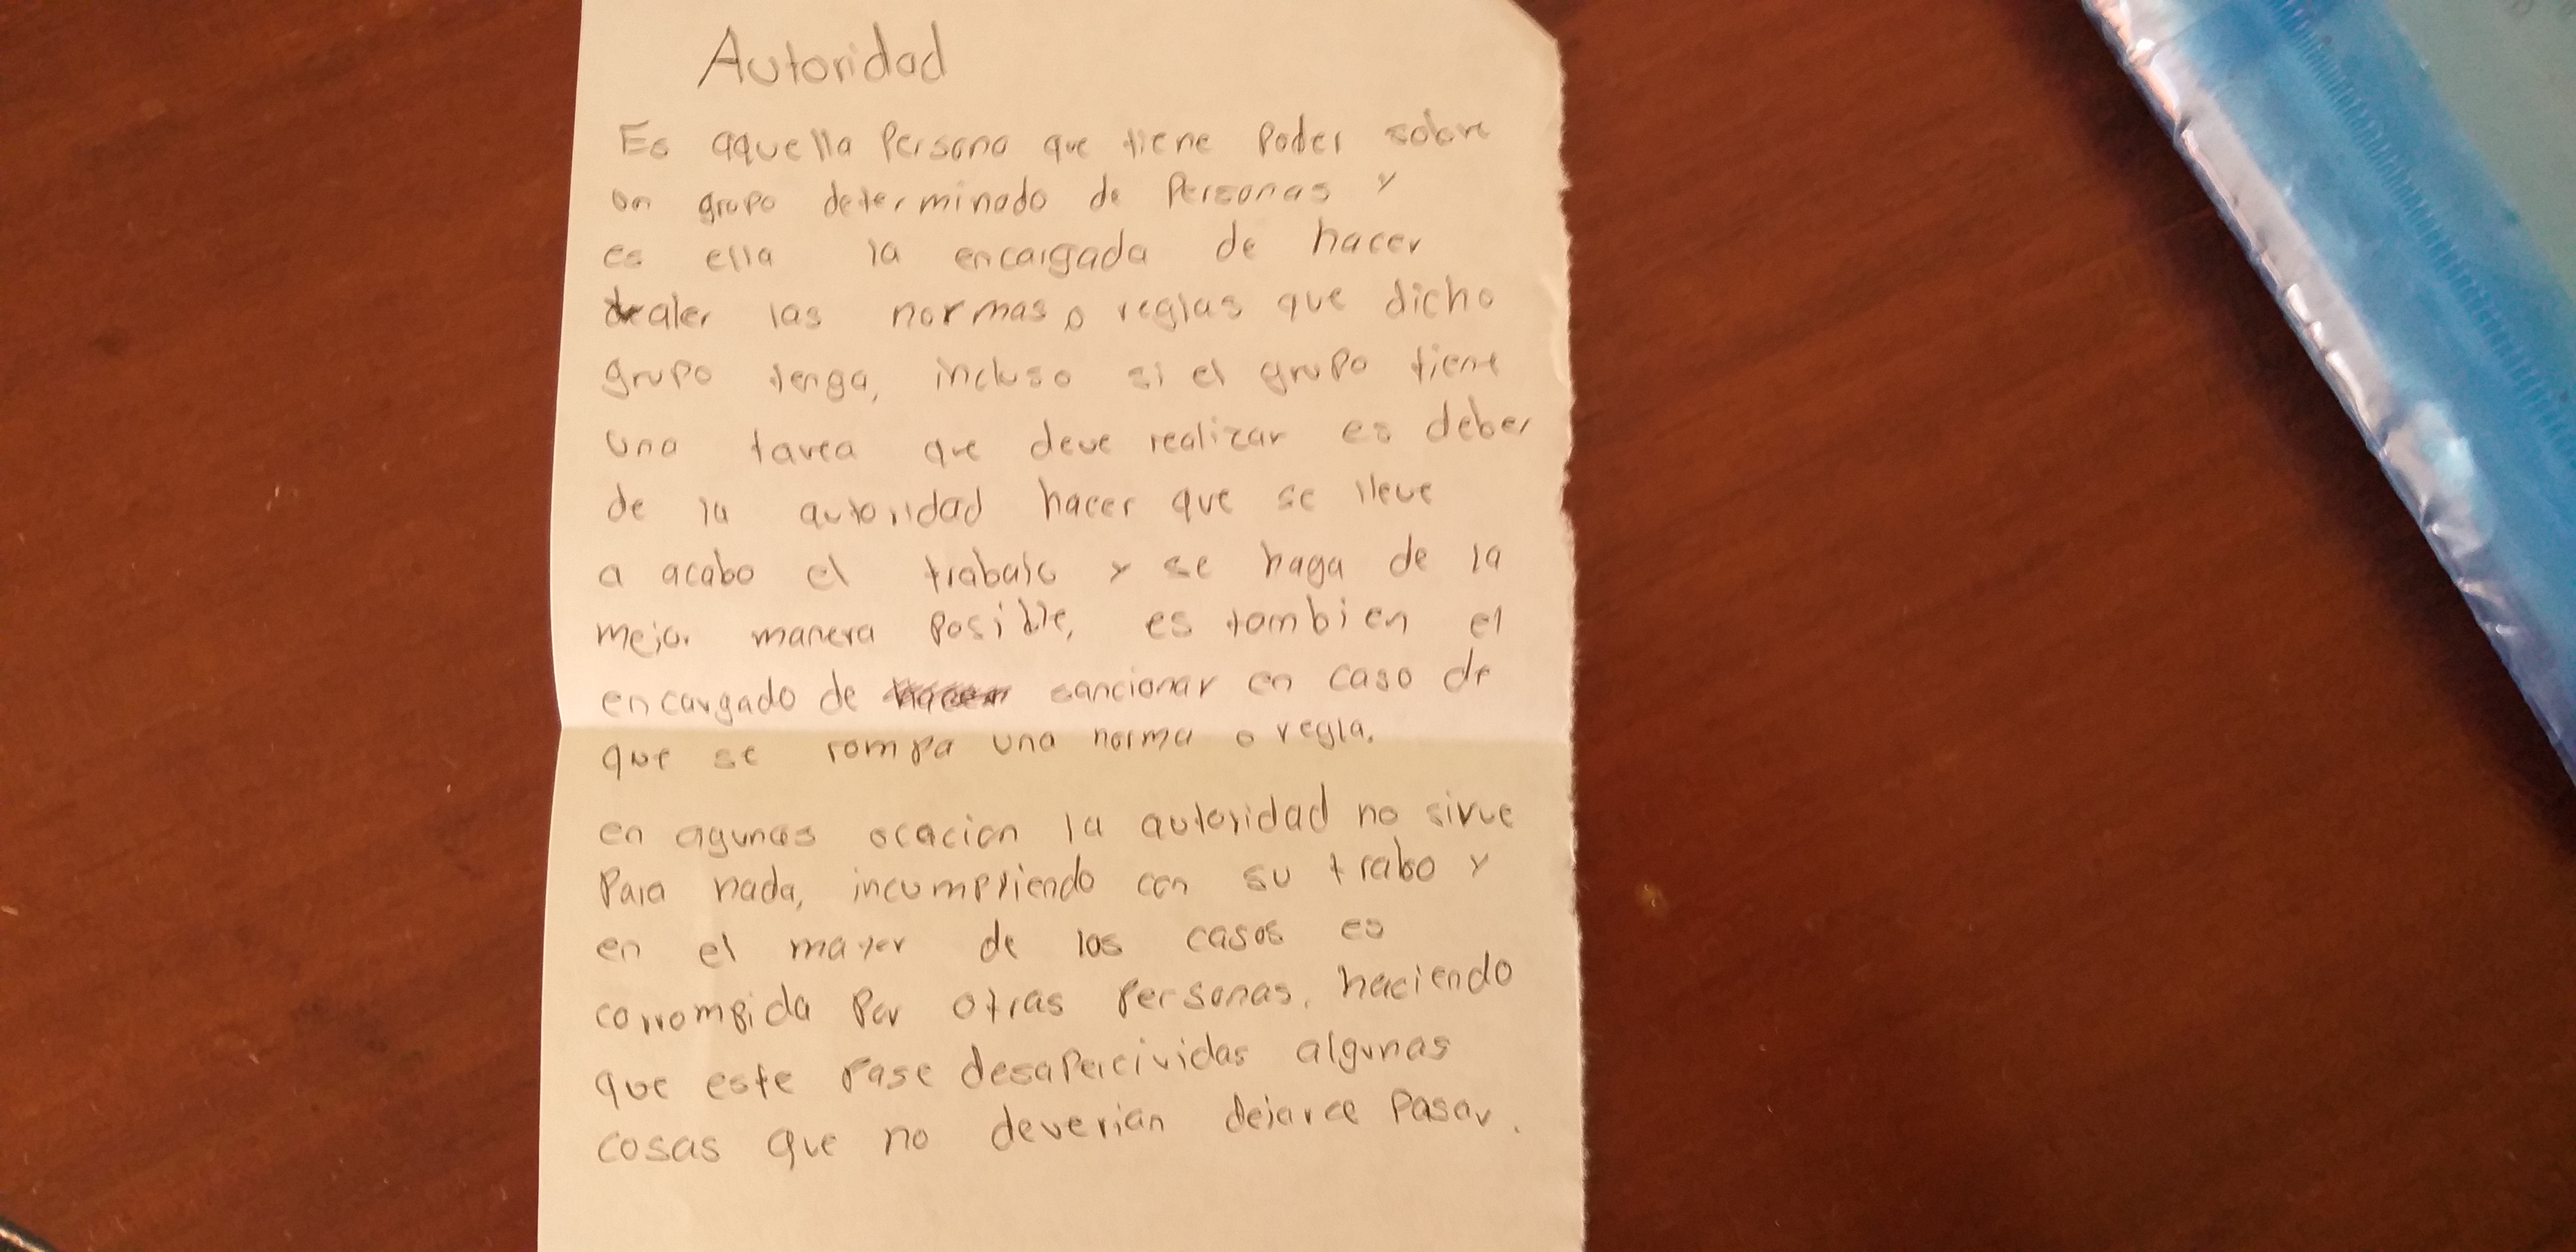 Autoridad
Es aquella Persona que tiene Poder sobre
un grupo determinado de Personas y
es ella la encargada de hacer
valer las normas o reglas que dicho
grupo tenga, incluso si el grupo tiene
una tarea que deve realizar es deber
de la autoridad hacer que se lleve
a acabo el trabajo y se haga de la
mejor manera posible, es tambien el
encargado de sancionar en caso de
que se rompa una norma o regla.
en agunas ocacion la autoridad no sirve
Para nada, incumpliendo con su trabo y
en el mayor de los casos es
corrompida Por otras Personas, haciendo
que este Pase desapercividas algunas
cosas que no deverían dejarce Pasar.